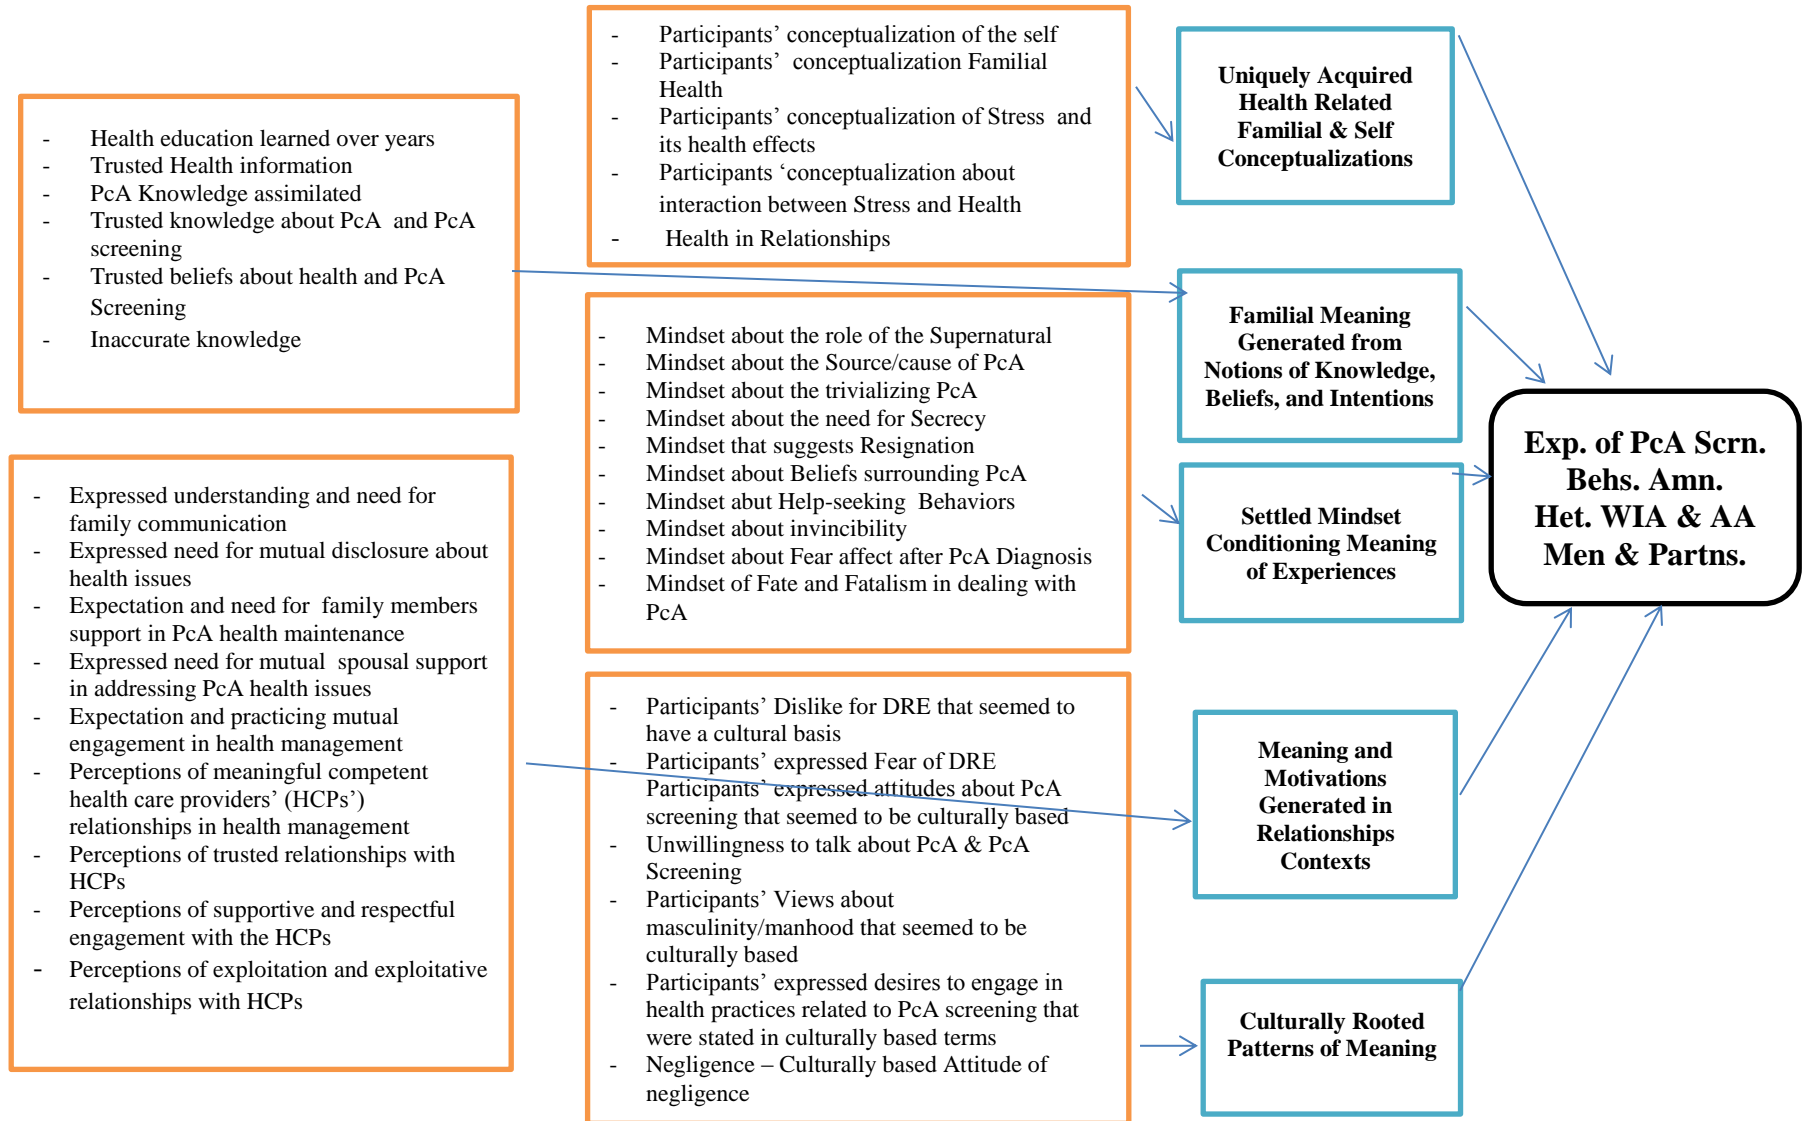 - Health education learned over years
- Trusted Health information
- PcA Knowledge assimilated
- Trusted knowledge about PcA and PcA
screening
- Trusted beliefs about health and PcA
Screening
- Inaccurate knowledge
- Expressed understanding and need for
family communication
- Expressed need for mutual disclosure about
health issues
- Expectation and need for family members
support in PcA health maintenance
- Expressed need for mutual spousal support
in addressing PcA health issues
- Expectation and practicing mutual
engagement in health management
- Perceptions of meaningful competent
health care providers’ (HCPs’)
relationships in health management
- Perceptions of trusted relationships with
HCPs
- Perceptions of supportive and respectful
engagement with the HCPs
- Perceptions of exploitation and exploitative
relationships with HCPs
- Participants’ conceptualization of the self
- Participants’ conceptualization Familial
Health
- Participants’ conceptualization of Stress and
its health effects
- Participants ‘conceptualization about
interaction between Stress and Health
- Health in Relationships
- Mindset about the role of the Supernatural
- Mindset about the Source/cause of PcA
- Mindset about the trivializing PcA
- Mindset about the need for Secrecy
- Mindset that suggests Resignation
- Mindset about Beliefs surrounding PcA
- Mindset abut Help-seeking Behaviors
- Mindset about invincibility
- Mindset about Fear affect after PcA Diagnosis
- Mindset of Fate and Fatalism in dealing with
PcA
- Participants’ Dislike for DRE that seemed to
have a cultural basis
- Participants’ expressed Fear of DRE
- Participants’ expressed attitudes about PcA
screening that seemed to be culturally based
- Unwillingness to talk about PcA & PcA
Screening
- Participants’ Views about
masculinity/manhood that seemed to be
culturally based
- Participants’ expressed desires to engage in
health practices related to PcA screening that
were stated in culturally based terms
- Negligence – Culturally based Attitude of
negligence
Uniquely Acquired
Health Related
Familial & Self
Conceptualizations
Familial Meaning
Generated from
Notions of Knowledge,
Beliefs, and Intentions
Settled Mindset
Conditioning Meaning
of Experiences
Meaning and
Motivations
Generated in
Relationships
Contexts
Culturally Rooted
Patterns of Meaning
Exp. of PcA Scrn.
Behs. Amn.
Het. WIA & AA
Men & Partns.